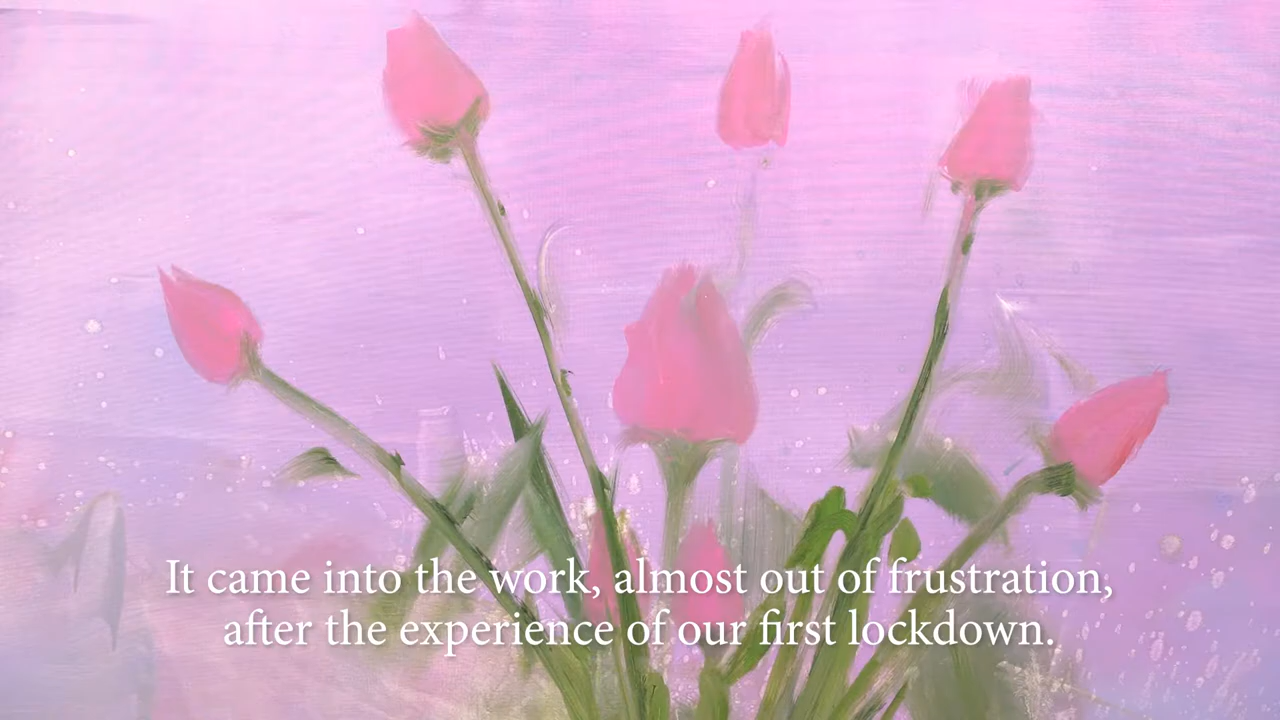 It came into the work, almost out of frustration,
after the experience of our first lockdown.